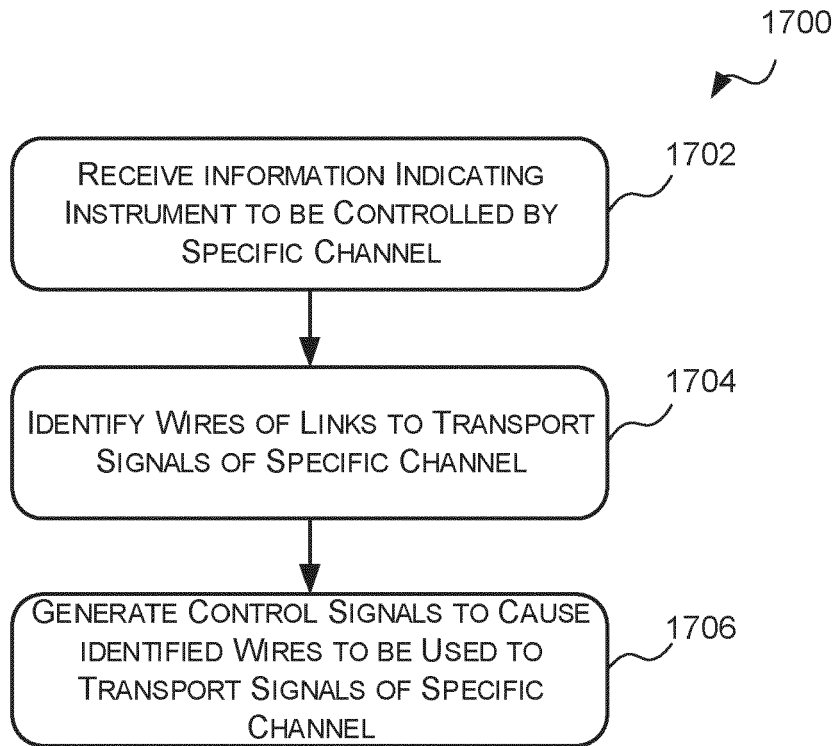 1700
1702
RECEIVE INFORMATION INDICATING
INSTRUMENT TO BE CONTROLLED BY
SPECIFIC CHANNEL
1704
IDENTIFY WIRES OF LINKS TO TRANSPORT
SIGNALS OF SPECIFIC CHANNEL
1706
GENERATE CONTROL SIGNALS TO CAUSE
IDENTIFIED WIRES TO BE USED TO
TRANSPORT SIGNALS OF SPECIFIC
CHANNEL